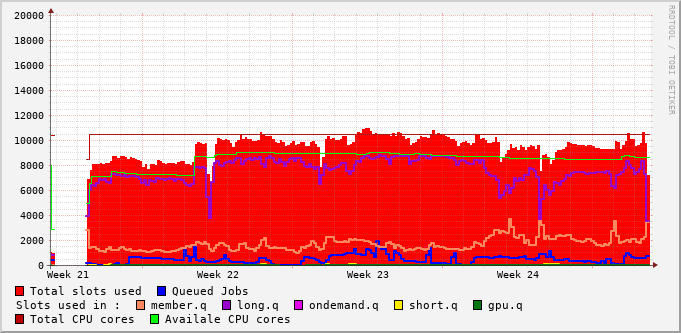 RRDTOOL / TOBI OETIKER
20000
18000
16000
14000
12000
10000
8000
6000
4000
2000
0
Week 21 Week 22 Week 23 Week 24
Total slots used Queued Jobs
Slots used in : member.q long.q ondemand.q short.q gpu.q
Total CPU cores Availale CPU cores